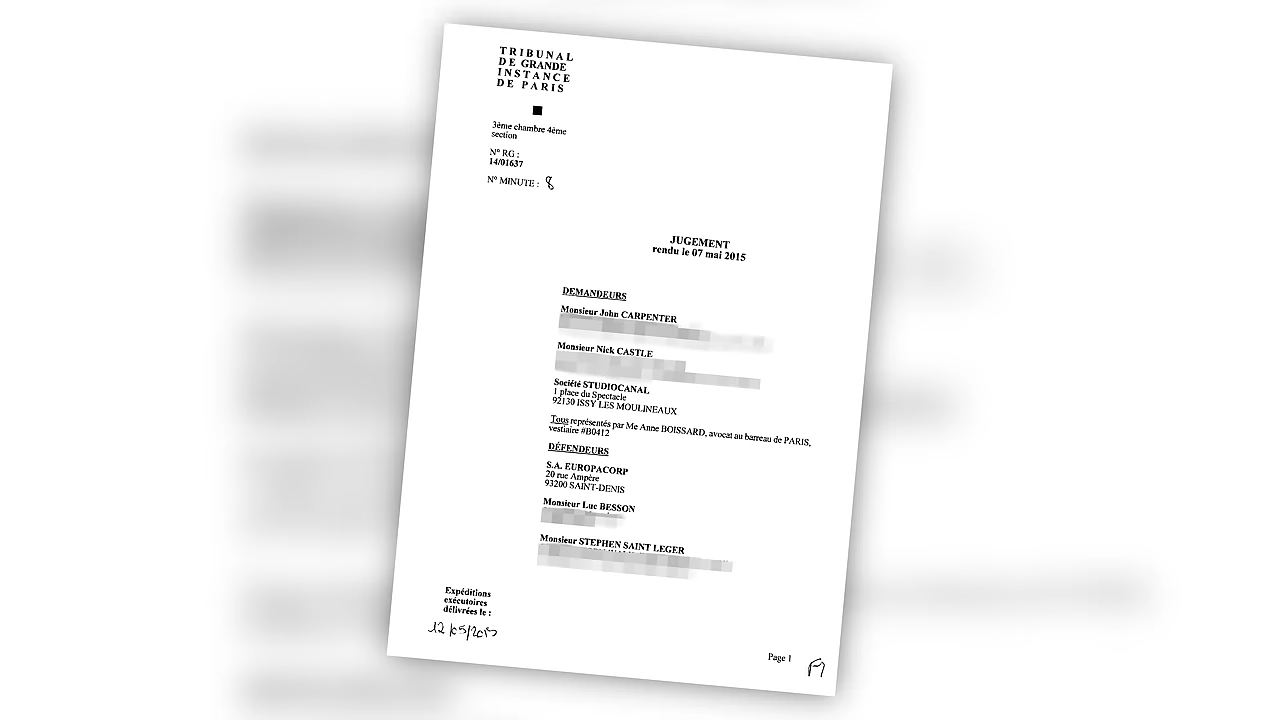 TRIBUNAL
DE GRANDE
INSTANCE
DE PARIS
3ème chambre 4ème
section
N° RG :
14/01637
N° MINUTE : 8
JUGEMENT
rendu le 07 mai 2015
DEMANDEURS
Monsieur John CARPENTER
Monsieur Nick CASTLE
Société STUDIOCANAL
1 place du Spectacle
92130 ISSY LES MOULINEAUX
Tous représentés par Me Anne BOISSARD, avocat au barreau de PARIS,
vestiaire #B0412
DÉFENDEURS
S.A. EUROPACORP
20 rue Ampère
93200 SAINT-DENIS
Monsieur Luc BESSON
Monsieur STEPHEN SAINT LEGER
Expéditions
exécutoires
délivrées le :
12/05/2015
Page 1